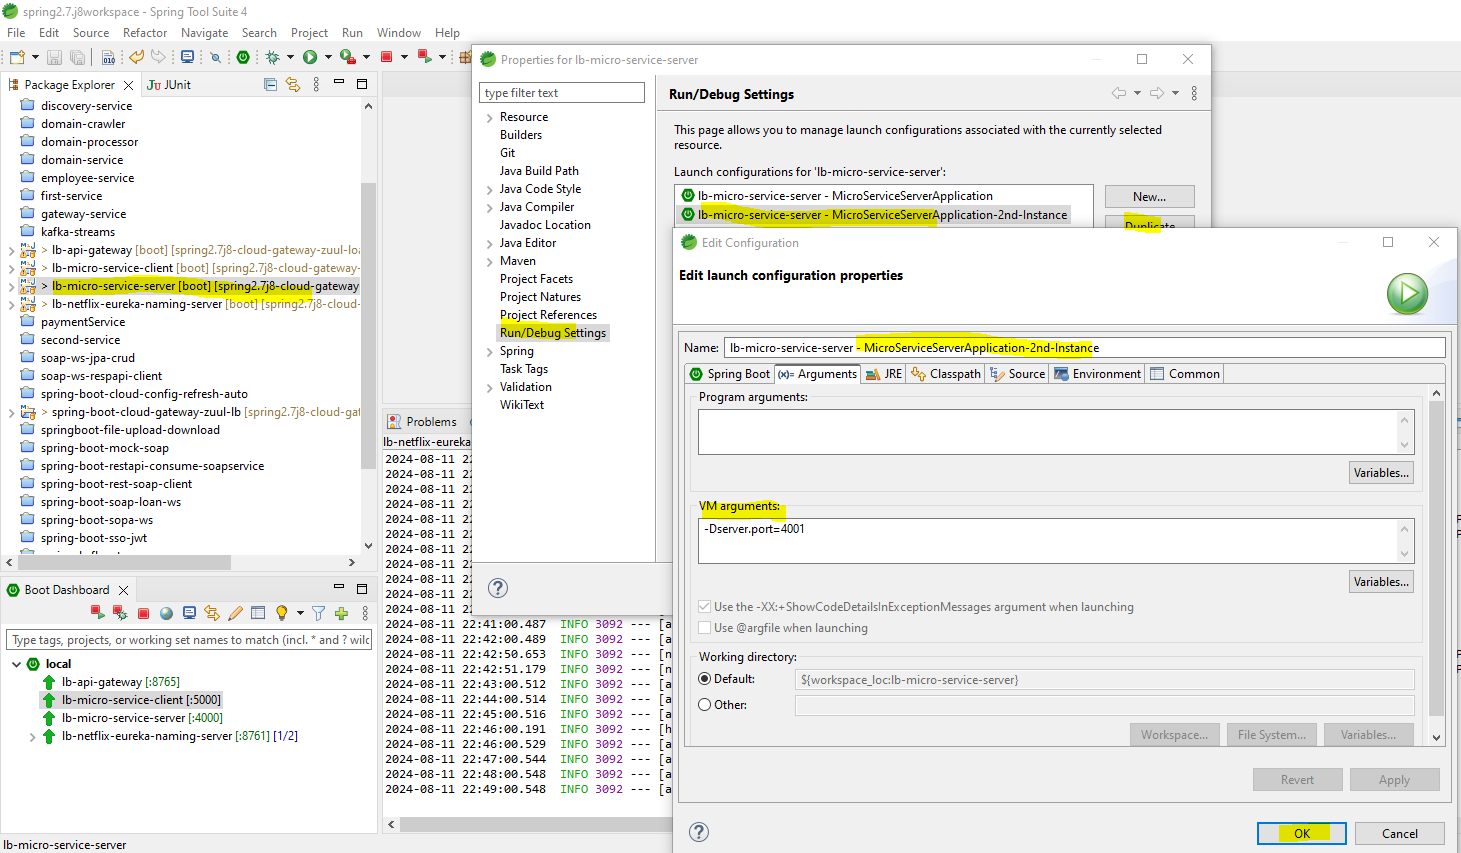 spring2.7.j8workspace - Spring Tool Suite 4
File Edit Source Refactor Navigate Search Project Run Window Help
Package Explorer
JUnit
discovery-service
domain-crawler
domain-processor
domain-service
employee-service
first-service
gateway-service
kafka-streams
> lb-api-gateway [boot] [spring2.7j8-cloud-gateway-zuul-loa
> lb-micro-service-client [boot] [spring2.7j8-cloud-gateway-
> lb-micro-service-server [boot] [spring2.7j8-cloud-gateway
> lb-netflix-eureka-naming-server [boot] [spring2.7j8-cloud-
paymentService
second-service
soap-ws-jpa-crud
soap-ws-respapi-client
spring-boot-cloud-config-refresh-auto
> spring-boot-cloud-gateway-zuul-lb [spring2.7j8-cloud-gat
springboot-file-upload-download
spring-boot-mock-soap
spring-boot-restapi-consume-soapservice
spring-boot-rest-soap-client
spring-boot-soap-loan-ws
spring-boot-sopa-ws
spring-boot-sso-jwt
Boot Dashboard
Type tags, projects, or working set names to match (incl. * and ? wilc
local
lb-api-gateway [:8765]
lb-micro-service-client [:5000]
lb-micro-service-server [:4000]
lb-netflix-eureka-naming-server [:8761] [1/2]
lb-micro-service-server
Problems
lb-netflix-eureka
2024-08-11 22
2024-08-11 22
2024-08-11 22
2024-08-11 22
2024-08-11 22
2024-08-11 22
2024-08-11 22
2024-08-11 22
2024-08-11 22
2024-08-11 22
2024-08-11 22
2024-08-11 22:41:00.487 INFO 3092 --- [a
2024-08-11 22:42:00.489 INFO 3092 --- [a
2024-08-11 22:42:50.653 INFO 3092 --- [n
2024-08-11 22:42:51.179 INFO 3092 --- [n
2024-08-11 22:43:00.512 INFO 3092 --- [a
2024-08-11 22:44:00.514 INFO 3092 --- [a
2024-08-11 22:45:00.516 INFO 3092 --- [a
2024-08-11 22:46:00.191 INFO 3092 --- [h
2024-08-11 22:46:00.529 INFO 3092 --- [a
2024-08-11 22:47:00.544 INFO 3092 --- [a
2024-08-11 22:48:00.548 INFO 3092 --- [a
2024-08-11 22:49:00.548 INFO 3092 --- [a
Properties for lb-micro-service-server
type filter text
Resource
Builders
Git
Java Build Path
Java Code Style
Java Compiler
Javadoc Location
Java Editor
Maven
Project Facets
Project Natures
Project References
Run/Debug Settings
Spring
Task Tags
Validation
WikiText
Run/Debug Settings
This page allows you to manage launch configurations associated with the currently selected
resource.
Launch configurations for 'lb-micro-service-server':
lb-micro-service-server - MicroServiceServerApplication
lb-micro-service-server - MicroServiceServerApplication-2nd-Instance
New...
Duplicate
Edit Configuration
Edit launch configuration properties
Name: lb-micro-service-server - MicroServiceServerApplication-2nd-Instance
Spring Boot (x)= Arguments JRE Classpath Source Environment Common
Program arguments:
Variables...
VM arguments:
-Dserver.port=4001
Variables...
Use the -XX:+ShowCodeDetailsInExceptionMessages argument when launching
Use @argfile when launching
Working directory:
Default: ${workspace_loc:lb-micro-service-server}
Other:
Workspace... File System... Variables...
Revert Apply
OK Cancel